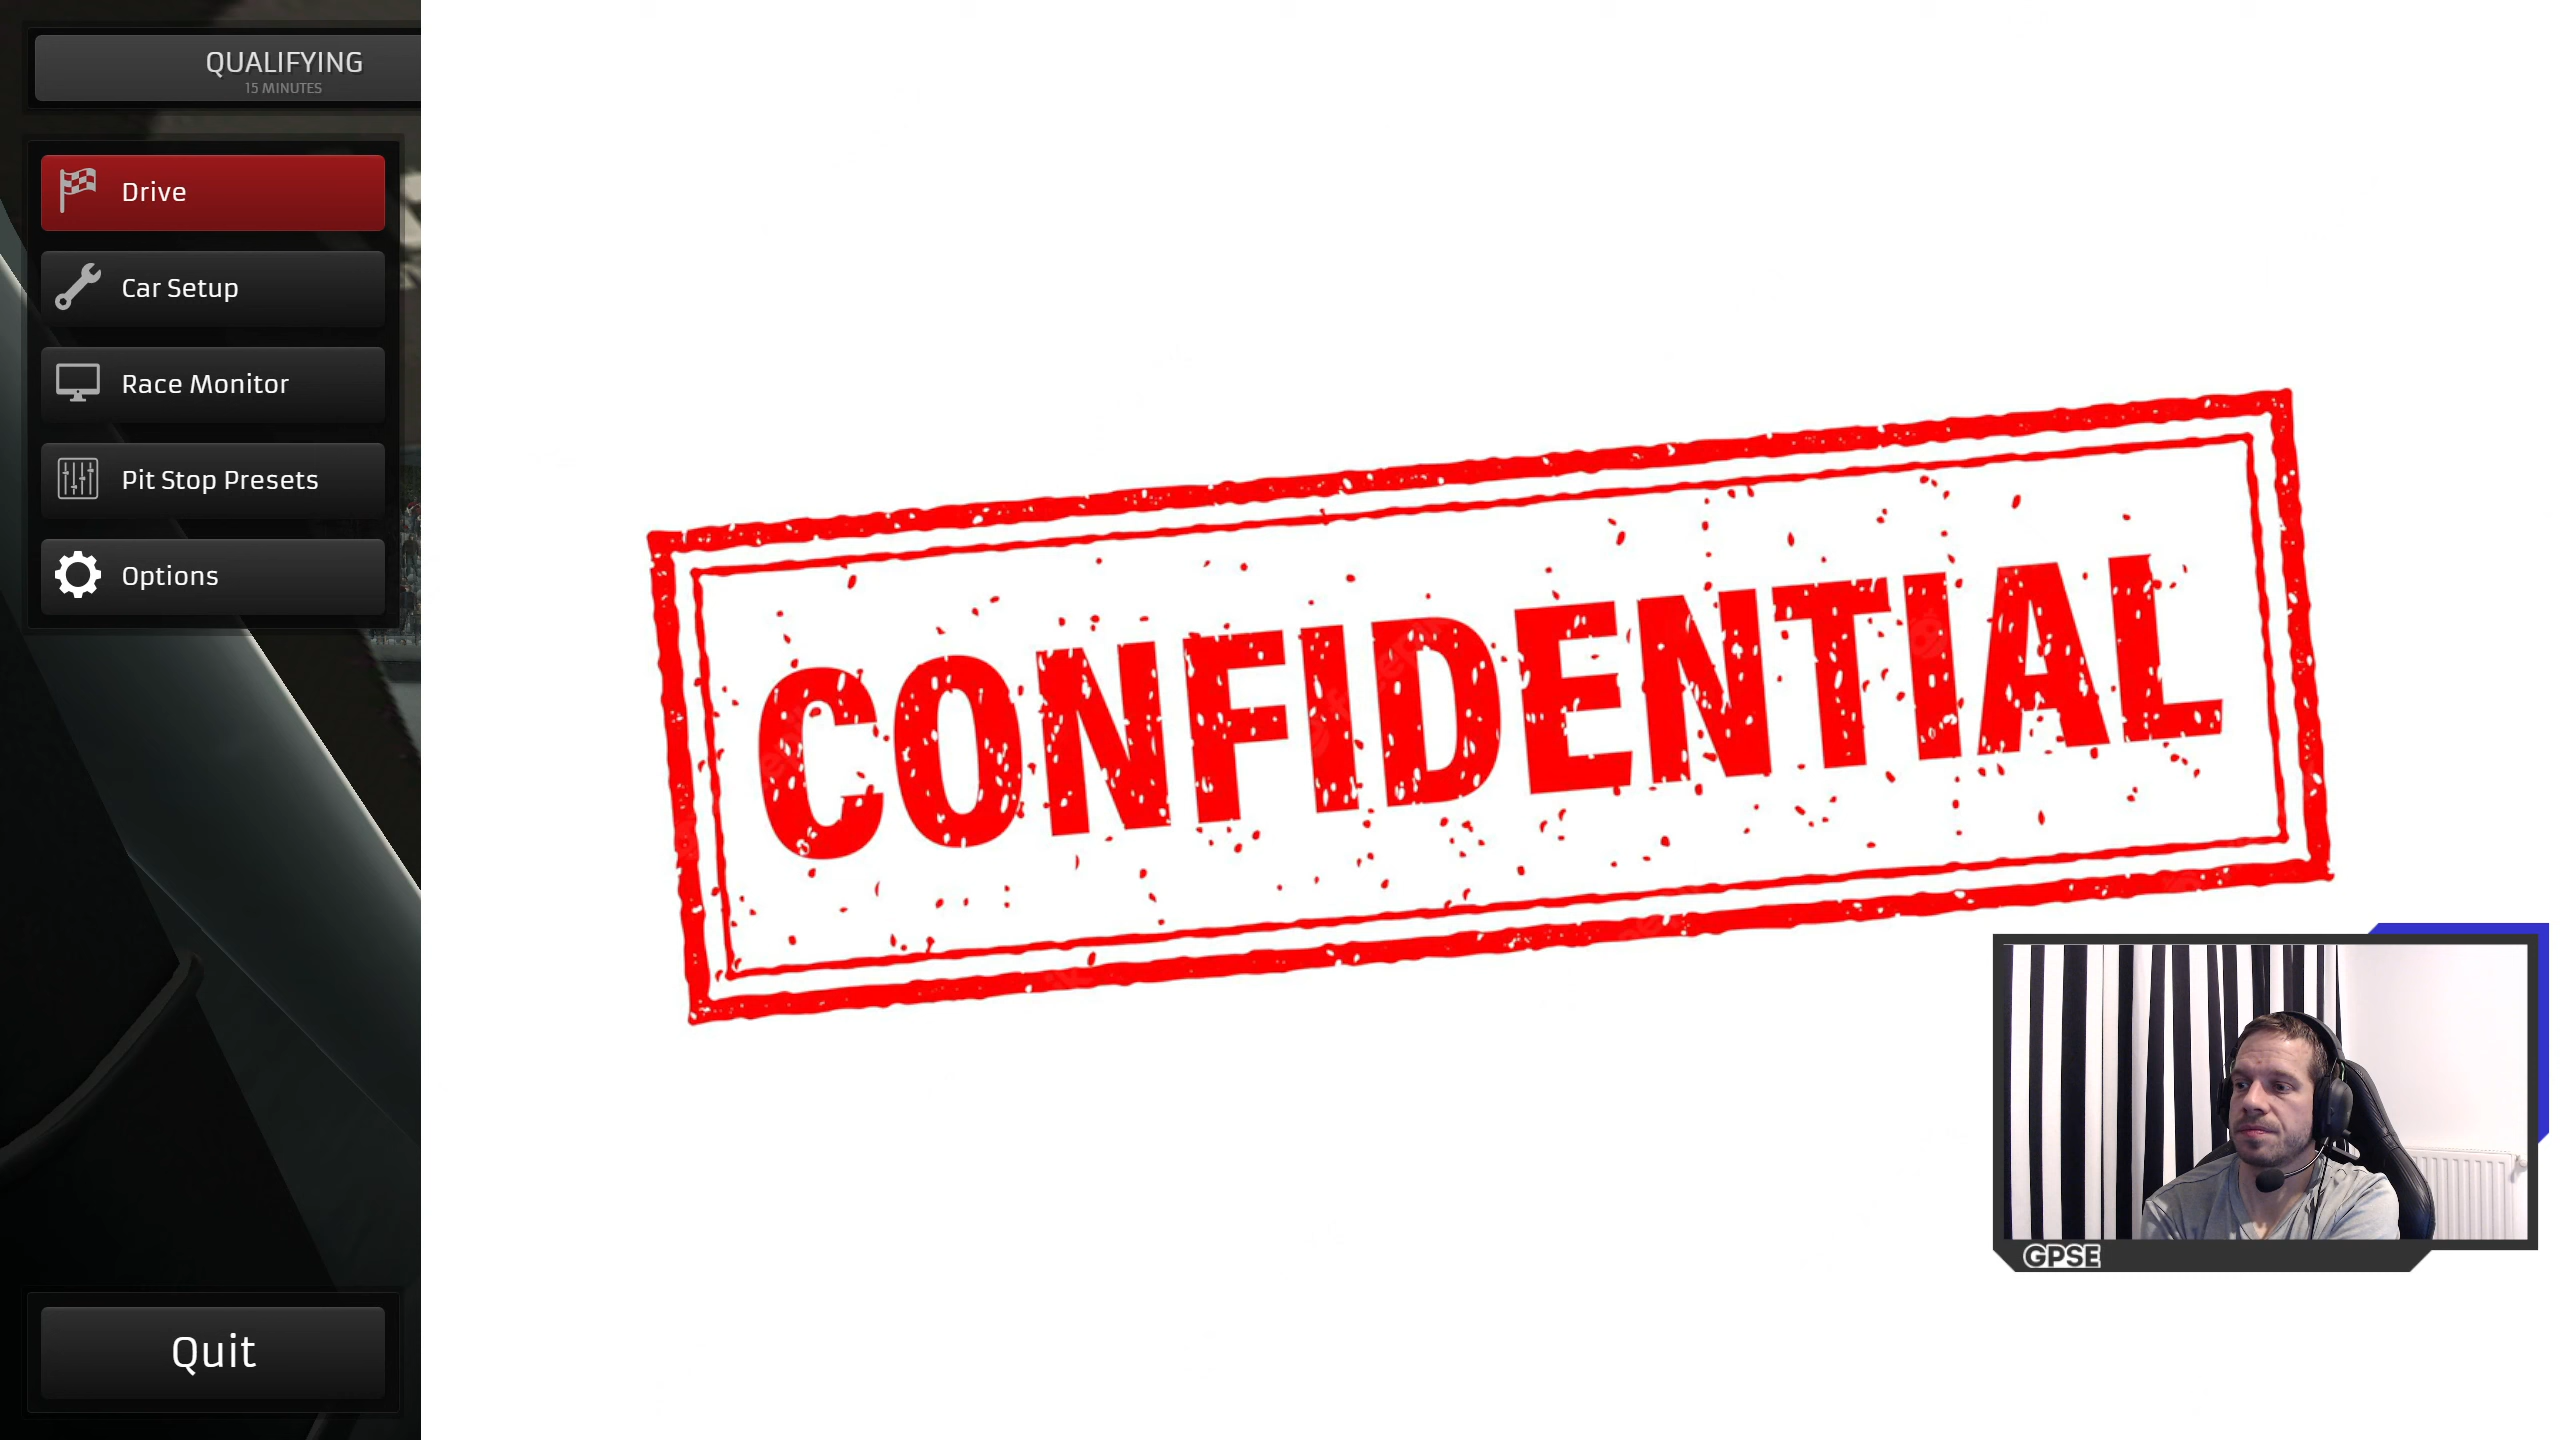 QUALIFYING
15 MINUTES
Drive
Car Setup
Race Monitor
Pit Stop Presets
Options
Quit
CONFIDENTIAL
GPSE